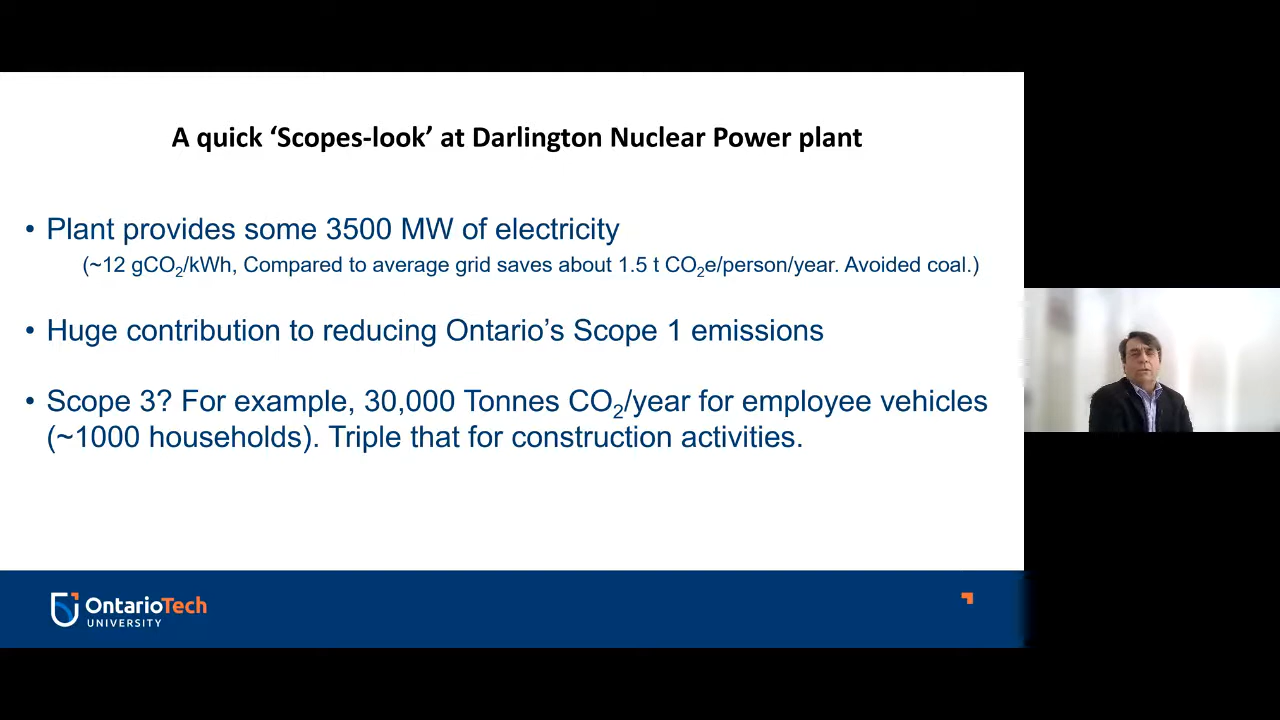 A quick ‘Scopes-look’ at Darlington Nuclear Power plant
• Plant provides some 3500 MW of electricity
(~12 gCO₂/kWh, Compared to average grid saves about 1.5 t CO₂e/person/year. Avoided coal.)
• Huge contribution to reducing Ontario’s Scope 1 emissions
• Scope 3? For example, 30,000 Tonnes CO₂/year for employee vehicles
(~1000 households). Triple that for construction activities.
OntarioTech
UNIVERSITY